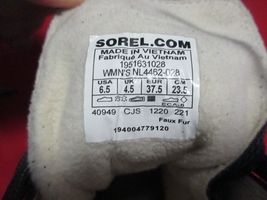 SOREL.COM
MADE IN VIETNAM
Fabriqué Au Vietnam
1951631028
WMN'S NL4462-028
USA UK EUR C.M
6.5 4.5 37.5 23.5
40949 CJS 1220 221
Faux Fur
194004779120